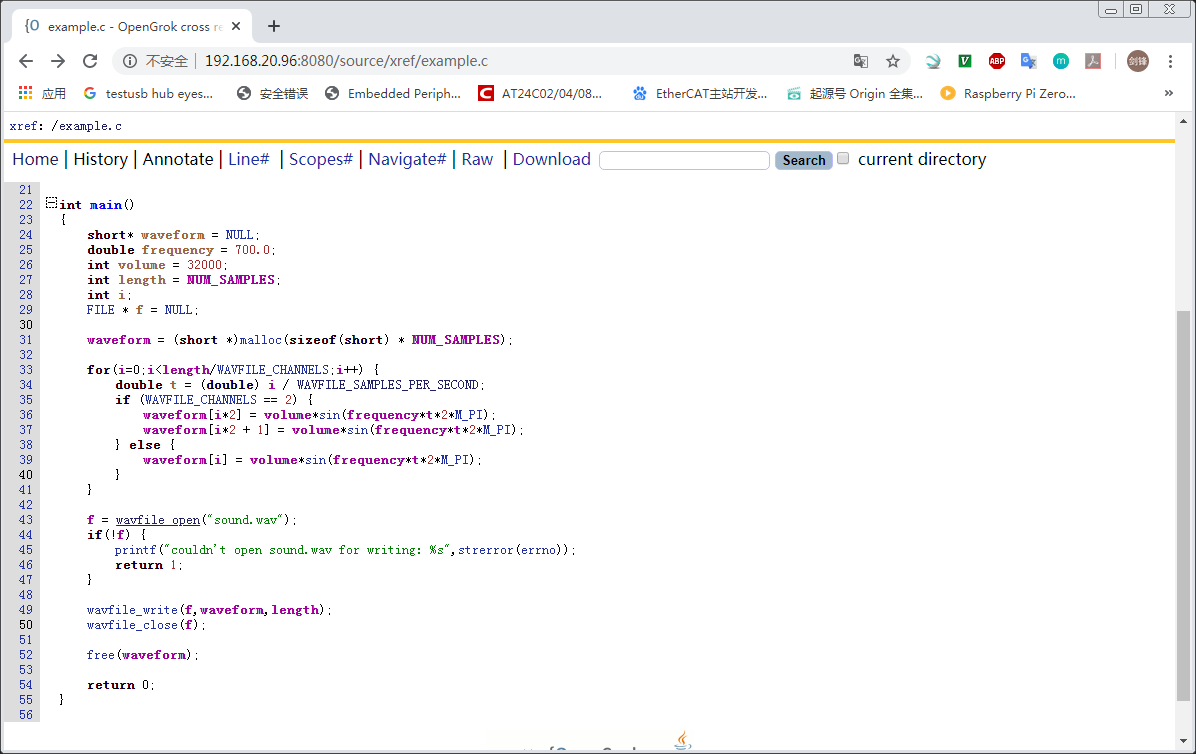 {O example.c - OpenGrok cross re
不安全 192.168.20.96:8080/source/xref/example.c
V ABP m 剑锋
应用 testusb hub eyes... 安全错误 Embedded Periph... AT24C02/04/08... EtherCAT主站开发... 起源号 Origin 全集... Raspberry Pi Zero... »
xref: /example.c
Home | History | Annotate | Line# | Scopes# | Navigate# | Raw | Download Search current directory
21
22 int main()
23 {
24 short* waveform = NULL;
25 double frequency = 700.0;
26 int volume = 32000;
27 int length = NUM_SAMPLES;
28 int i;
29 FILE * f = NULL;
30
31 waveform = (short *)malloc(sizeof(short) * NUM_SAMPLES);
32
33 for(i=0;i<length/WAVFILE_CHANNELS;i++) {
34 double t = (double) i / WAVFILE_SAMPLES_PER_SECOND;
35 if (WAVFILE_CHANNELS == 2) {
36 waveform[i*2] = volume*sin(frequency*t*2*M_PI);
37 waveform[i*2 + 1] = volume*sin(frequency*t*2*M_PI);
38 } else {
39 waveform[i] = volume*sin(frequency*t*2*M_PI);
40 }
41 }
42
43 f = wavfile_open("sound.wav");
44 if(!f) {
45 printf("couldn't open sound.wav for writing: %s",strerror(errno));
46 return 1;
47 }
48
49 wavfile_write(f,waveform,length);
50 wavfile_close(f);
51
52 free(waveform);
53
54 return 0;
55 }
56